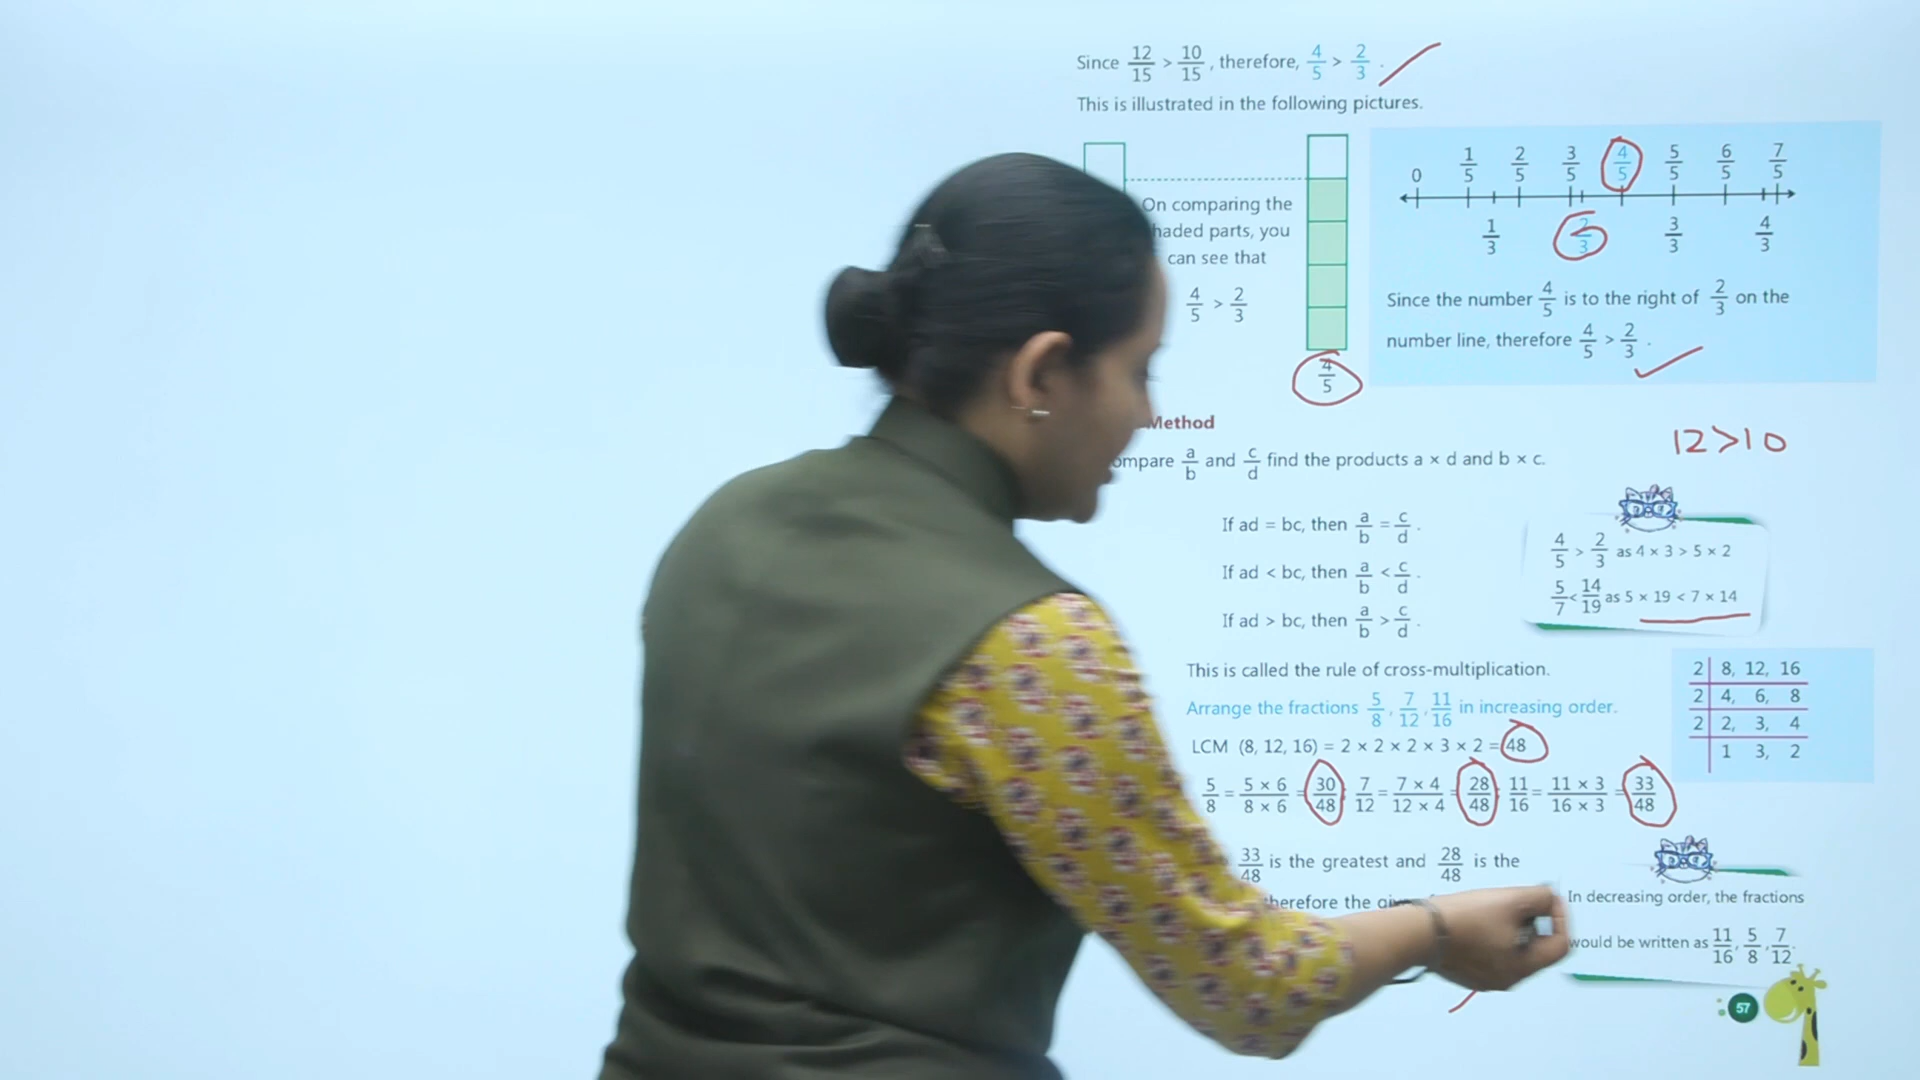 Since 12/15 > 10/15, therefore, 4/5 > 2/3.
This is illustrated in the following pictures.
On comparing the
haded parts, you
can see that
4/5 > 2/3
4/5
0 1/5 2/5 3/5 4/5 5/5 6/5 7/5
1/3 2/3 3/3 4/3
Since the number 4/5 is to the right of 2/3 on the
number line, therefore 4/5 > 2/3.
Method
ompare a/b and c/d find the products a × d and b × c.
12>10
If ad = bc, then a/b = c/d.
If ad < bc, then a/b < c/d.
If ad > bc, then a/b > c/d.
4/5 > 2/3 as 4 × 3 > 5 × 2
5/7 < 14/19 as 5 × 19 < 7 × 14
This is called the rule of cross-multiplication.
Arrange the fractions 5/8, 7/12, 11/16 in increasing order.
LCM (8, 12, 16) = 2 × 2 × 2 × 3 × 2 = 48
2 | 8, 12, 16
2 | 4, 6, 8
2 | 2, 3, 4
1 3, 2
5/8 = 5 × 6/8 × 6 = 30/48 7/12 = 7 × 4/12 × 4 = 28/48 11/16 = 11 × 3/16 × 3 = 33/48
33/48 is the greatest and 28/48 is the
herefore the
In decreasing order, the fractions
would be written as 11/16, 5/8, 7/12.
57